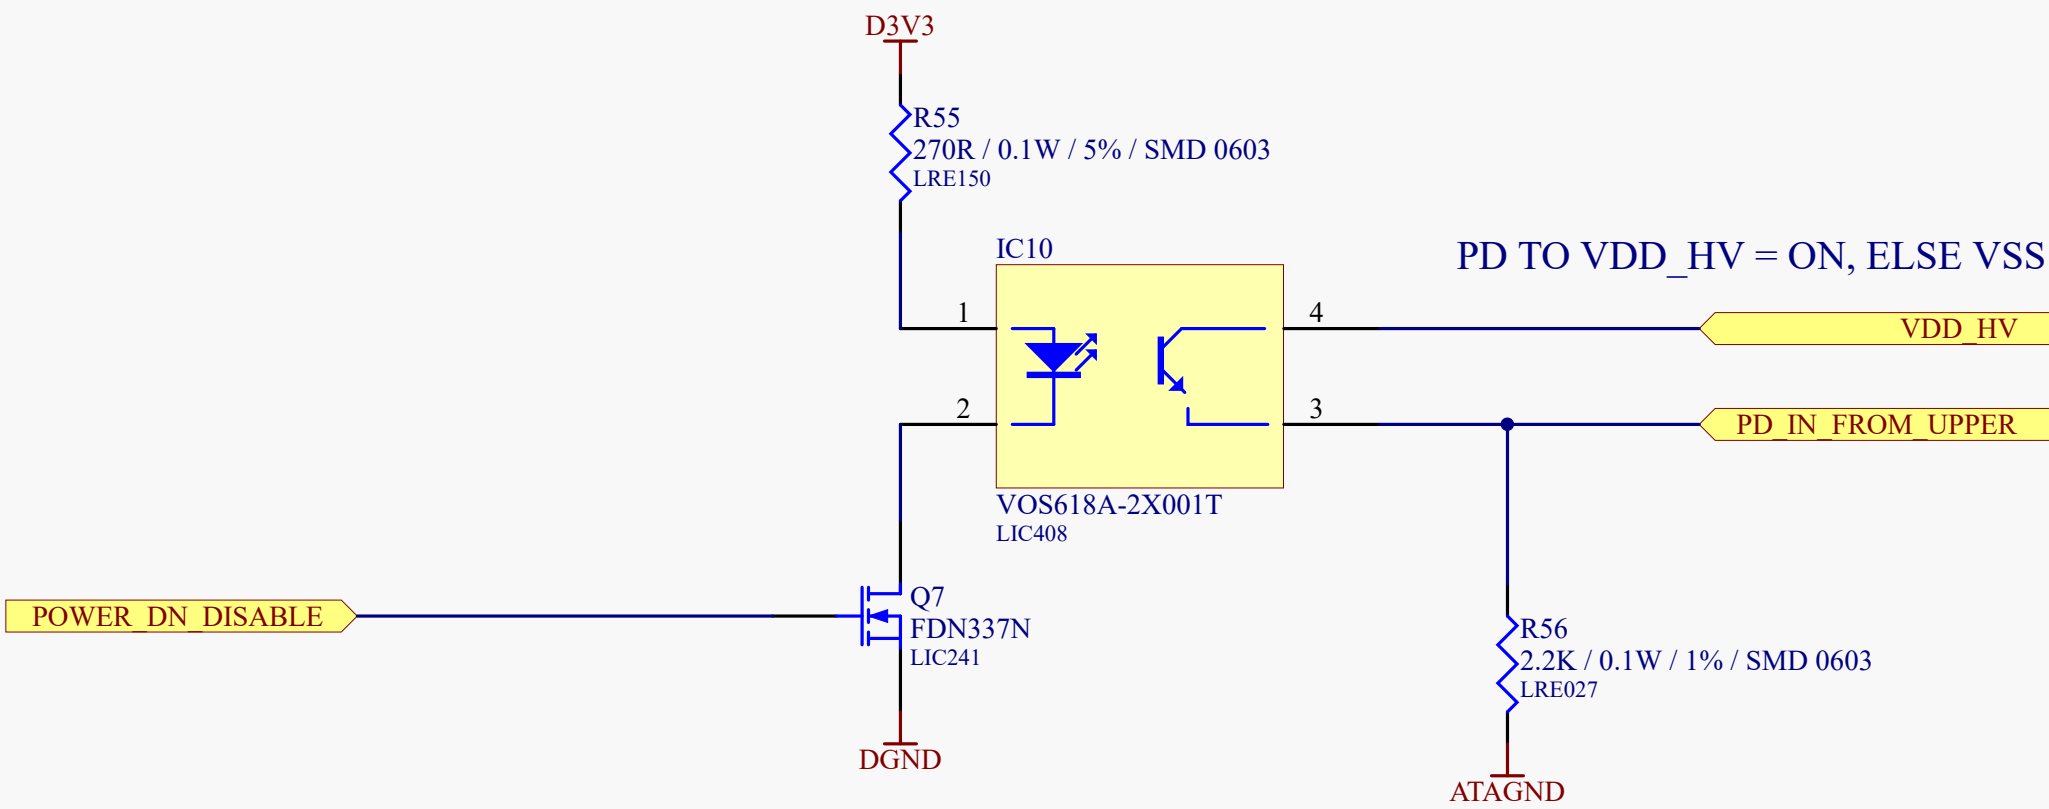 D3V3
R55
270R / 0.1W / 5% / SMD 0603
LRE150
IC10
PD TO VDD_HV = ON, ELSE VSS
1
4
VDD_HV
2
3
PD_IN_FROM_UPPER
VOS618A-2X001T
LIC408
POWER_DN_DISABLE
Q7
FDN337N
LIC241
R56
2.2K / 0.1W / 1% / SMD 0603
LRE027
DGND
ATAGND